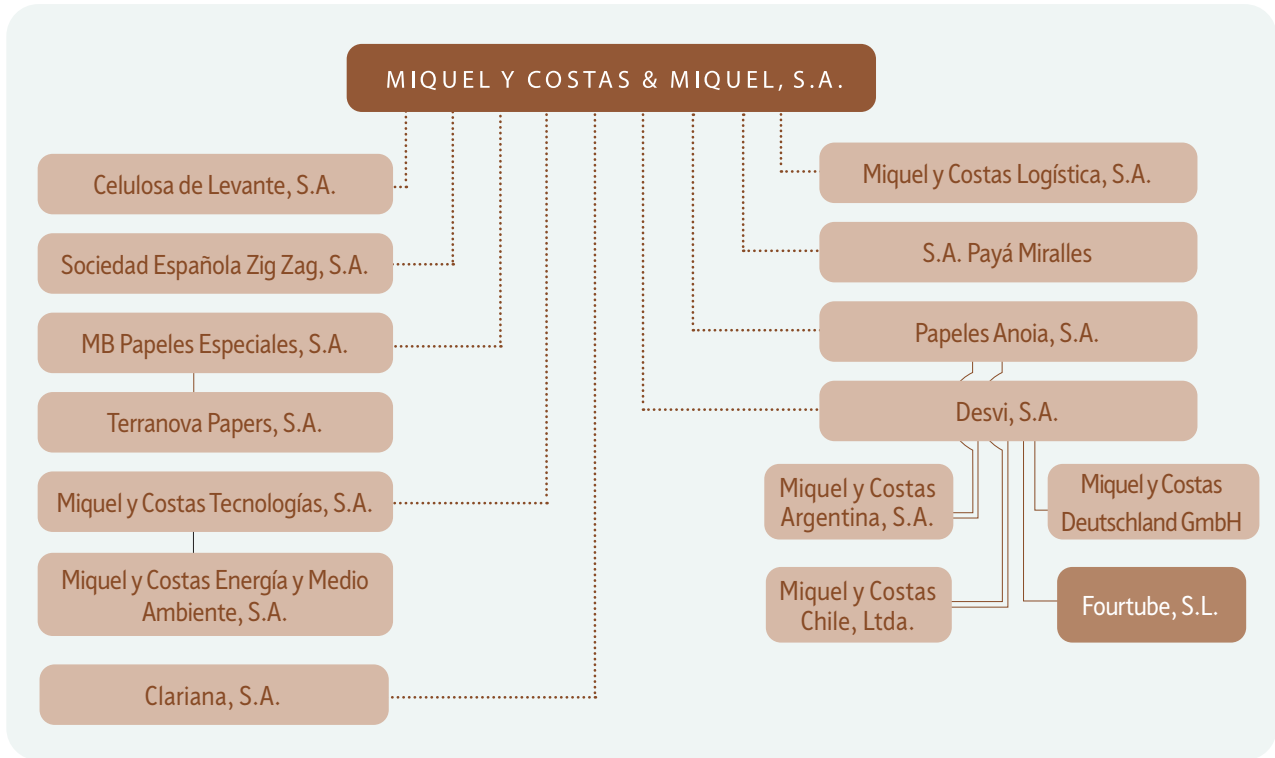 MIQUEL Y COSTAS & MIQUEL, S.A.
Celulosa de Levante, S.A.
Sociedad Española Zig Zag, S.A.
MB Papeles Especiales, S.A.
Terranova Papers, S.A.
Miquel y Costas Tecnologías, S.A.
Miquel y Costas Energía y Medio
Ambiente, S.A.
Clariana, S.A.
Miquel y Costas Logística, S.A.
S.A. Payá Miralles
Papeles Anoia, S.A.
Desvi, S.A.
Miquel y Costas
Argentina, S.A.
Miquel y Costas
Deutschland GmbH
Miquel y Costas
Chile, Ltda.
Fourtube, S.L.